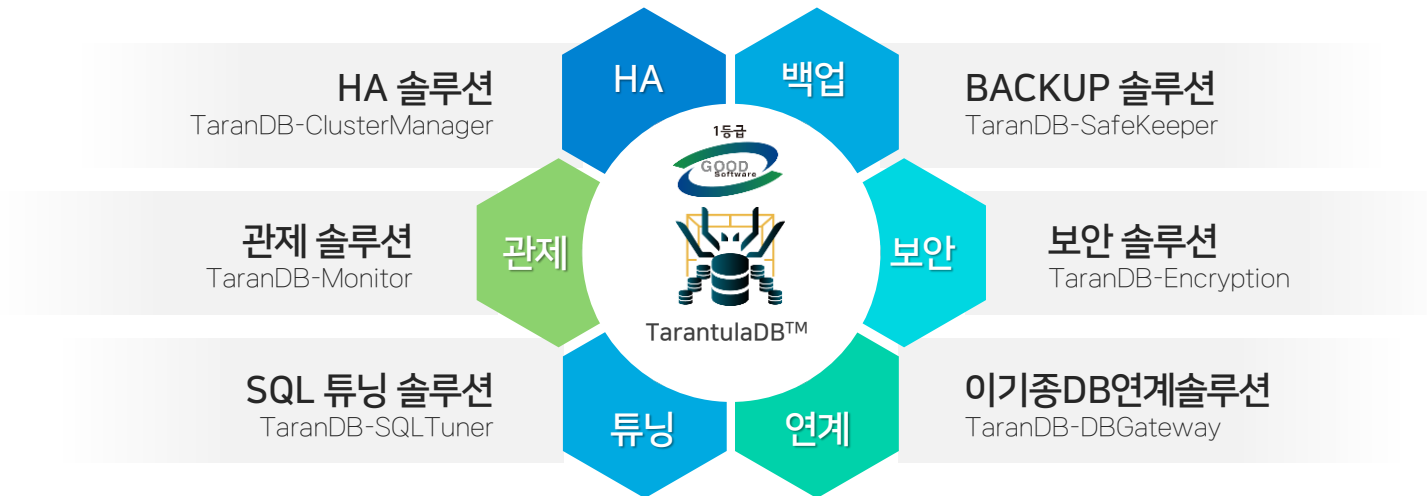 HA 솔루션
TaranDB-ClusterManager
HA
백업
BACKUP 솔루션
TaranDB-SafeKeeper
1등급
GOOD
Software
관제 솔루션
TaranDB-Monitor
관제
보안
보안 솔루션
TaranDB-Encryption
TarantulaDB™
SQL 튜닝 솔루션
TaranDB-SQLTuner
튜닝
연계
이기종DB연계솔루션
TaranDB-DBGateway